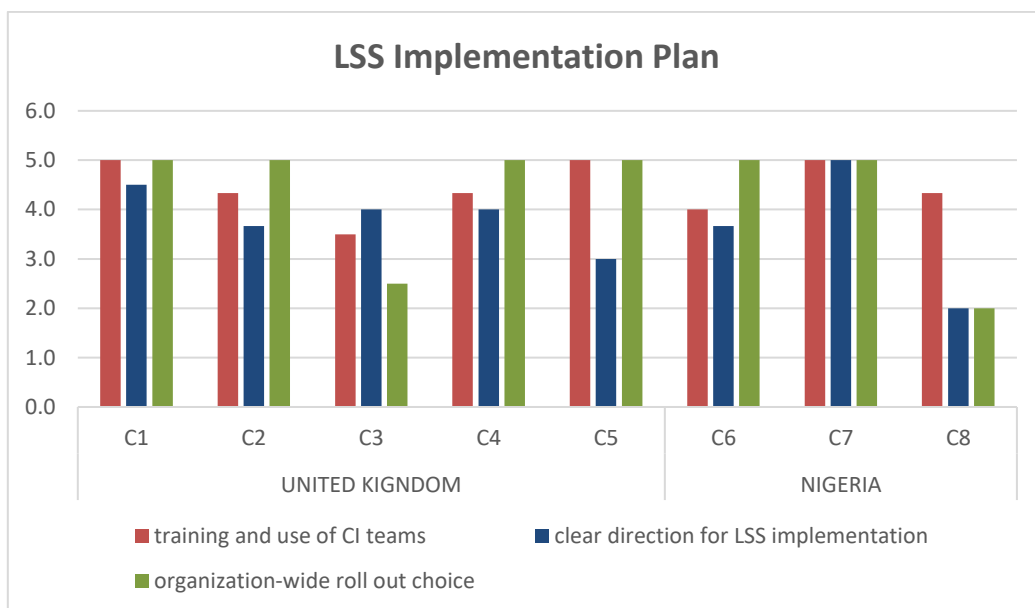 LSS Implementation Plan
6.0
5.0
4.0
3.0
2.0
1.0
0.0
C1 C2 C3 C4 C5 C6 C7 C8
UNITED KIGNDOM NIGERIA
training and use of CI teams clear direction for LSS implementation
organization-wide roll out choice